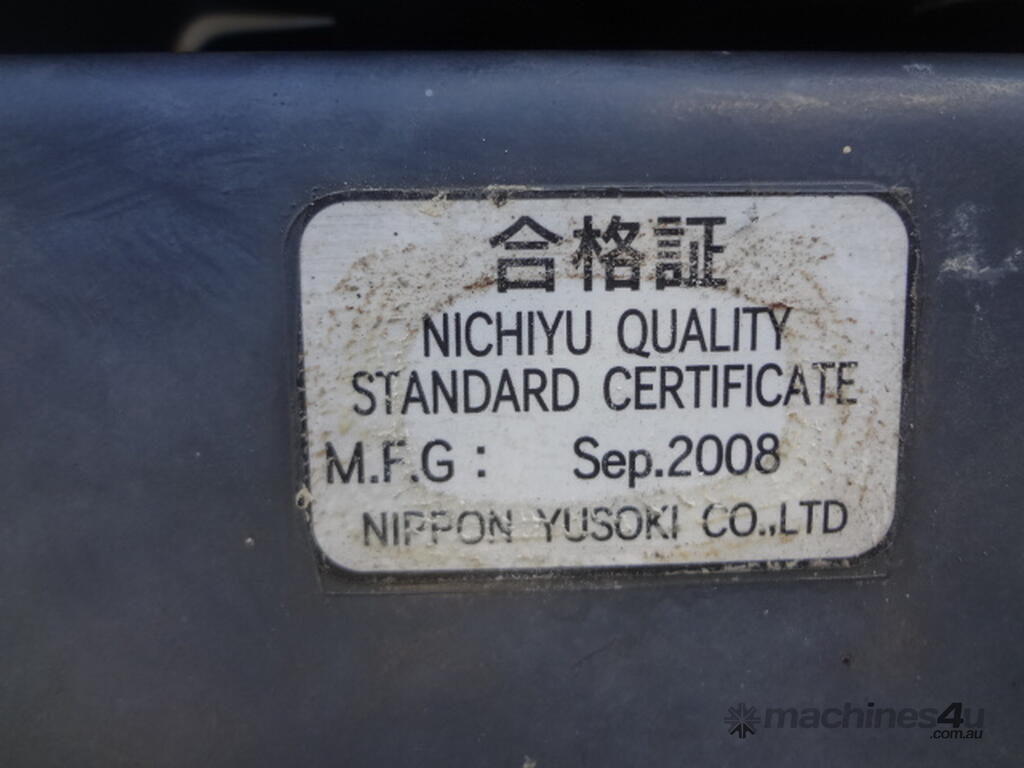 合格証
NICHIYU QUALITY
STANDARD CERTIFICATE
M.F.G : Sep.2008
NIPPON YUSOKI CO.,LTD
machines4u
.com.au